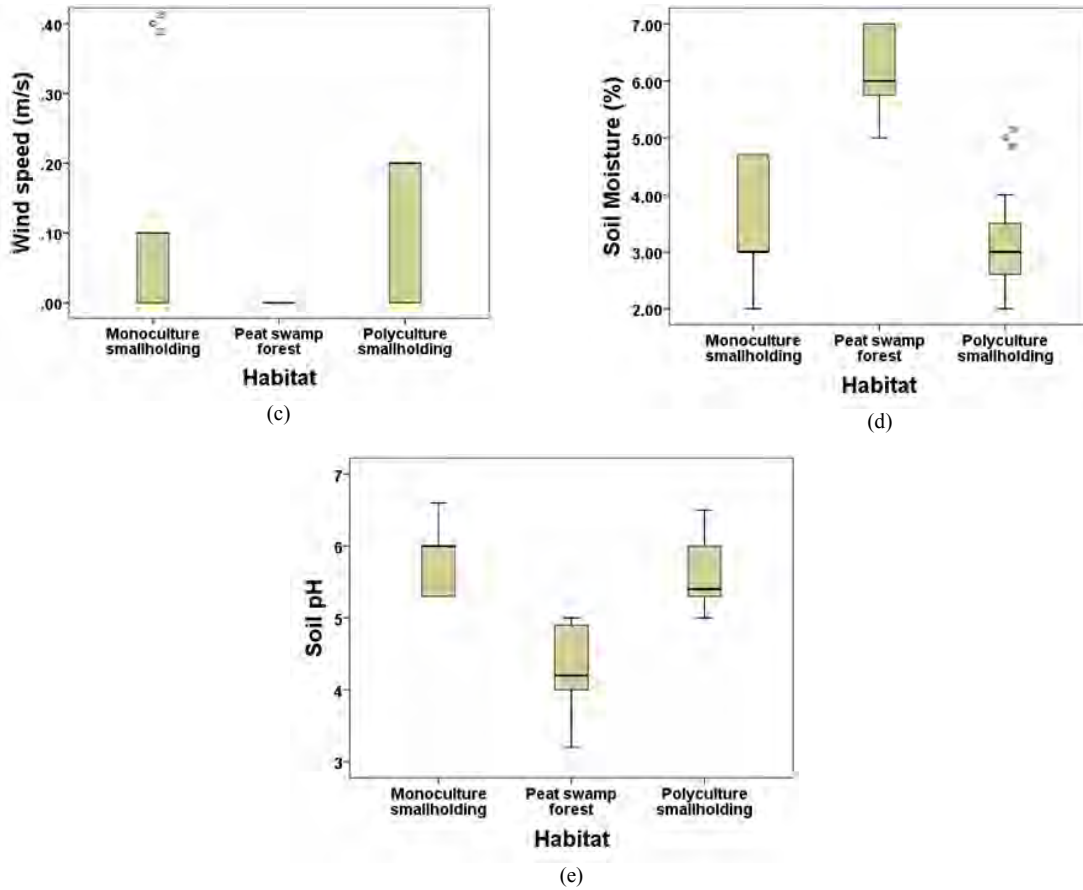 .40
.20
.10
.00
Wind speed (m/s)
Monoculture smallholding
Peat swamp forest
Polyculture smallholding
Habitat
(c)
7.00
6.00
5.00
4.00
3.00
2.00
Soil Moisture (%)
Monoculture smallholding
Peat swamp forest
Polyculture smallholding
Habitat
(d)
7
6
5
4
3
Soil pH
Monoculture smallholding
Peat swamp forest
Polyculture smallholding
Habitat
(e)